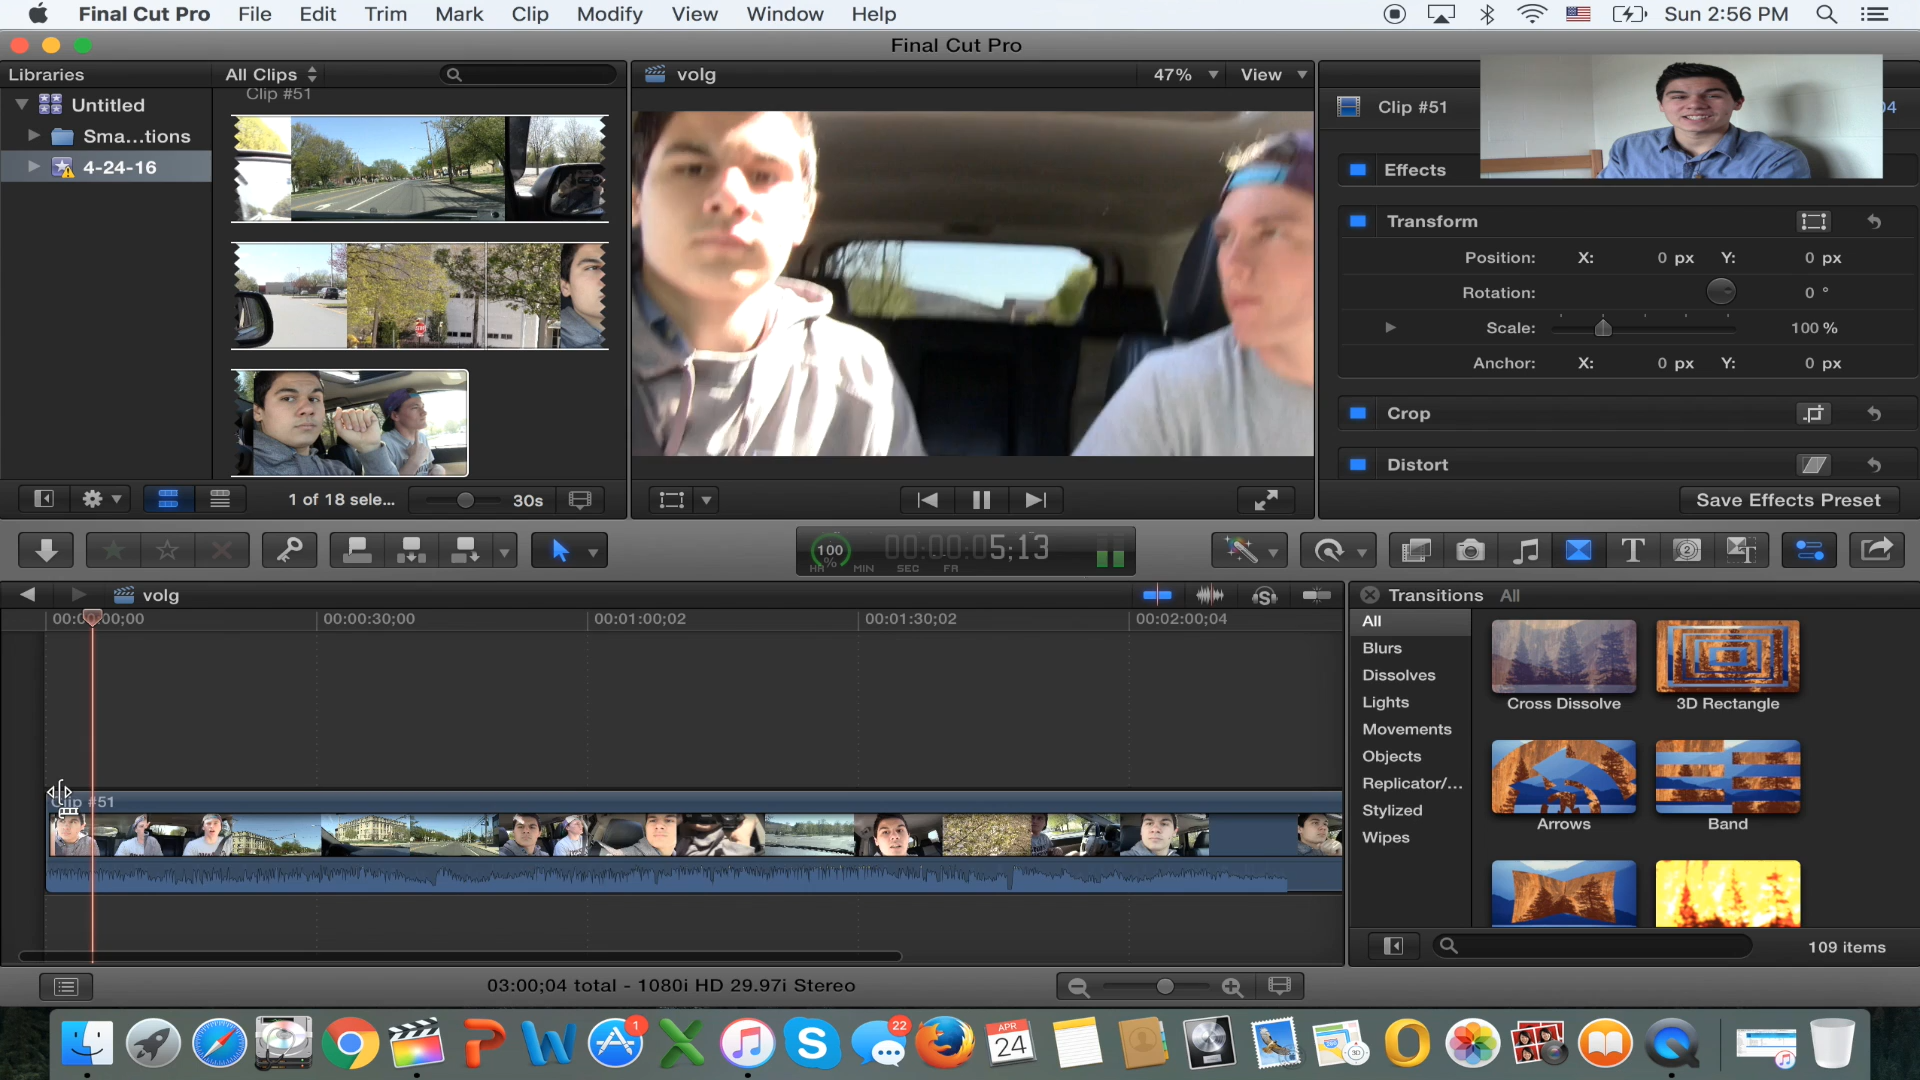 Final Cut Pro File Edit Trim Mark Clip Modify View Window Help Sun 2:56 PM
Final Cut Pro
Libraries All Clips volg 47% View
Clip #51
Untitled
Sma...tions
4-24-16
Clip #51
Effects
Transform
Position: X: 0 px Y: 0 px
Rotation: 0 °
Scale: 100 %
Anchor: X: 0 px Y: 0 px
Crop
Distort
1 of 18 sele... 30s Save Effects Preset
100 % 00:00:05;13
HR MIN SEC FR
volg
00:00:00;00 00:00:30;00 00:01:00;02 00:01:30;02 00:02:00;04
Clip #51
Transitions All
All
Blurs
Dissolves
Lights
Movements
Objects
Replicator/...
Stylized
Wipes
Cross Dissolve 3D Rectangle
Arrows Band
109 items
03:00;04 total - 1080i HD 29.97i Stereo
1
22
APR
24